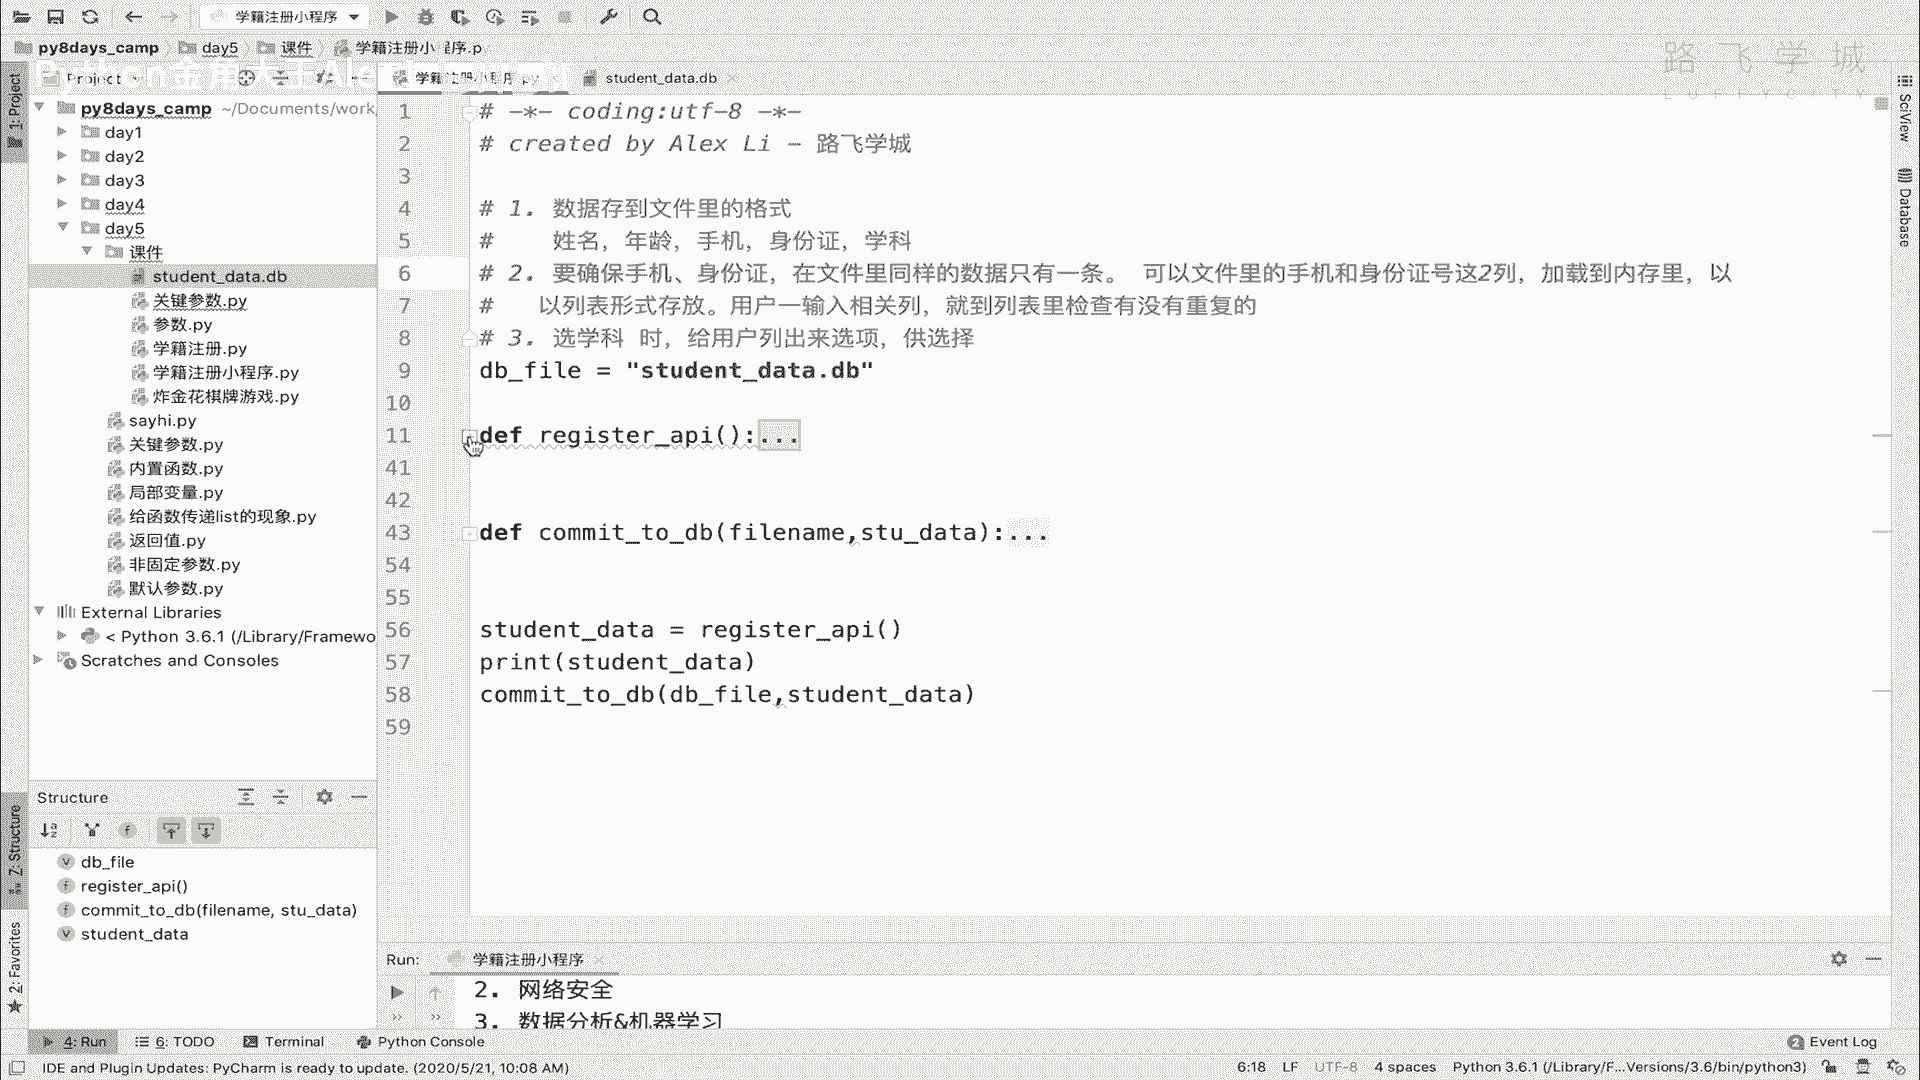 学籍注册小程序
py8days_camp day5 课件 学籍注册小程序.p
路飞学城
LUFFYCITY
1: Project
Project
student_data.db
py8days_camp ~/Documents/work
day1
day2
day3
day4
day5
课件
student_data.db
关键参数.py
参数.py
学籍注册.py
学籍注册小程序.py
炸金花棋牌游戏.py
sayhi.py
关键参数.py
内置函数.py
局部变量.py
给函数传递list的现象.py
返回值.py
非固定参数.py
默认参数.py
External Libraries
< Python 3.6.1 (/Library/Framewo
Scratches and Consoles
1 # -*- coding:utf-8 -*-
2 # created by Alex Li - 路飞学城
3
4 # 1. 数据存到文件里的格式
5 # 姓名，年龄，手机，身份证，学科
6 # 2. 要确保手机、身份证，在文件里同样的数据只有一条。 可以文件里的手机和身份证号这2列，加载到内存里，以
7 # 以列表形式存放。用户一输入相关列，就到列表里检查有没有重复的
8 # 3. 选学科 时，给用户列出来选项，供选择
9 db_file = "student_data.db"
10
11 def register_api():...
41
42
43 def commit_to_db(filename,stu_data):...
54
55
56 student_data = register_api()
57 print(student_data)
58 commit_to_db(db_file,student_data)
59
SciView
Database
7: Structure
2: Favorites
Structure
db_file
register_api()
commit_to_db(filename, stu_data)
student_data
Run: 学籍注册小程序
2. 网络安全
3. 数据分析&机器学习
4: Run 6: TODO Terminal Python Console 2 Event Log
IDE and Plugin Updates: PyCharm is ready to update. (2020/5/21, 10:08 AM) 6:18 LF UTF-8 4 spaces Python 3.6.1 (/Library/F...Versions/3.6/bin/python3)